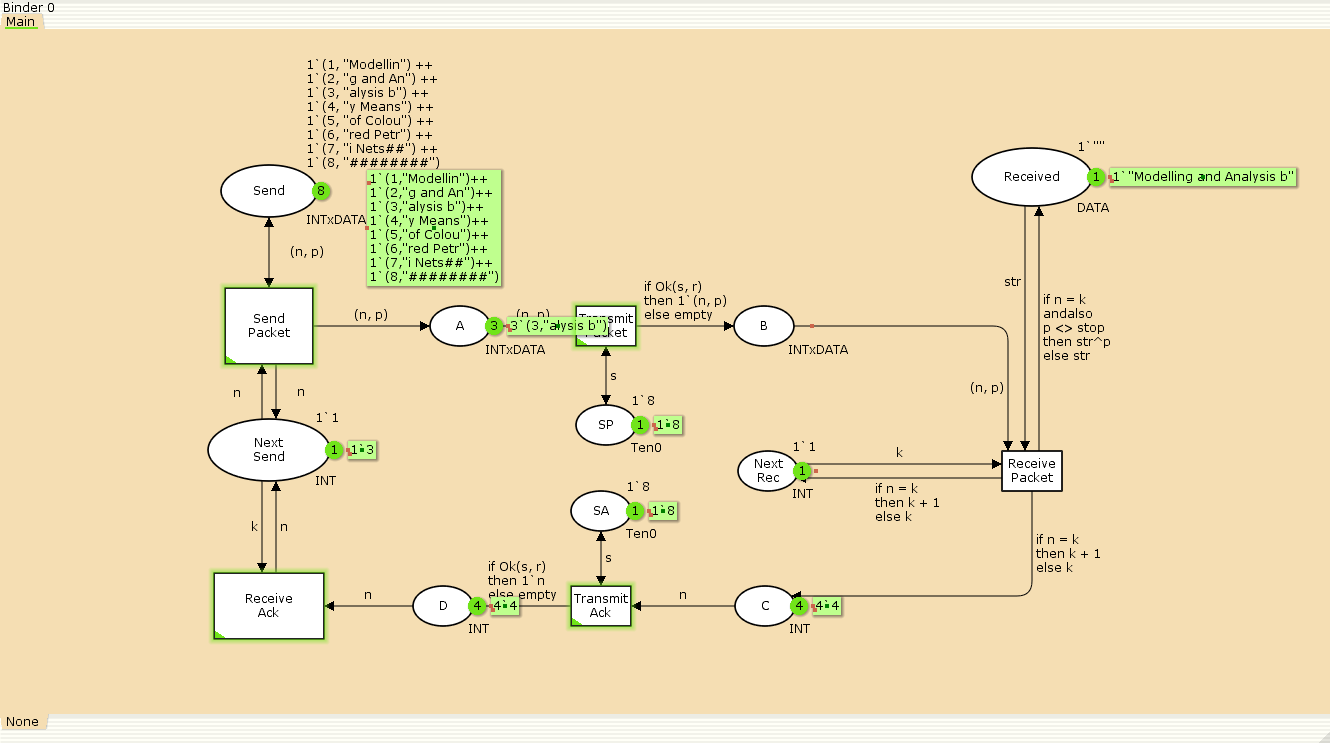 Binder 0
Main
1`(1, "Modellin") ++
1`(2, "g and An") ++
1`(3, "alysis b") ++
1`(4, "y Means") ++
1`(5, "of Colou") ++
1`(6, "red Petr") ++
1`(7, "i Nets##") ++
1`(8, "########")
Send
8
INTxDATA
1`(1,"Modellin")++
1`(2,"g and An")++
1`(3,"alysis b")++
1`(4,"y Means")++
1`(5,"of Colou")++
1`(6,"red Petr")++
1`(7,"i Nets##")++
1`(8,"########")
1`""
Received
1
1`"Modelling and Analysis b"
DATA
(n, p)
Send
Packet
(n, p)
A
3
3`(3,"alysis b")
INTxDATA
(n, p)
Transmit
Packet
if Ok(s, r)
then 1`(n, p)
else empty
B
INTxDATA
str
if n = k
andalso
p <> stop
then str^p
else str
(n, p)
s
1`8
SP
1
1`8
Ten0
n
n
1`1
Next
Send
1
1`3
INT
1`1
Next
Rec
1
INT
k
if n = k
then k + 1
else k
Receive
Packet
1`8
SA
1
1`8
Ten0
k
n
s
if n = k
then k + 1
else k
Receive
Ack
n
D
4
4`4
INT
if Ok(s, r)
then 1`n
else empty
Transmit
Ack
n
C
4
4`4
INT
None